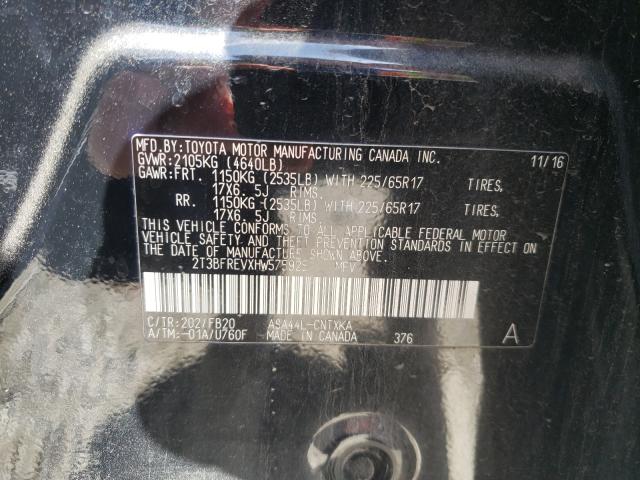 MFD.BY:TOYOTA MOTOR MANUFACTURING CANADA INC. 11/16
GVWR:2105KG (4640LB)
GAWR:FRT. 1150KG (2535LB) WITH 225/65R17 TIRES,
17X6.5J RIMS,
RR. 1150KG (2535LB) WITH 225/65R17 TIRES,
17X6.5J RIMS,
THIS VEHICLE CONFORMS TO ALL APPLICABLE FEDERAL MOTOR
VEHICLE SAFETY AND THEFT PREVENTION STANDARDS IN EFFECT ON
THE DATE OF MANUFACTURE SHOWN ABOVE.
2T3BFREVXHW575925 MPV
C/TR:202/FB20 ASA44L-CNTXKA
A/TM:-01A/U760F MADE IN CANADA 376 A